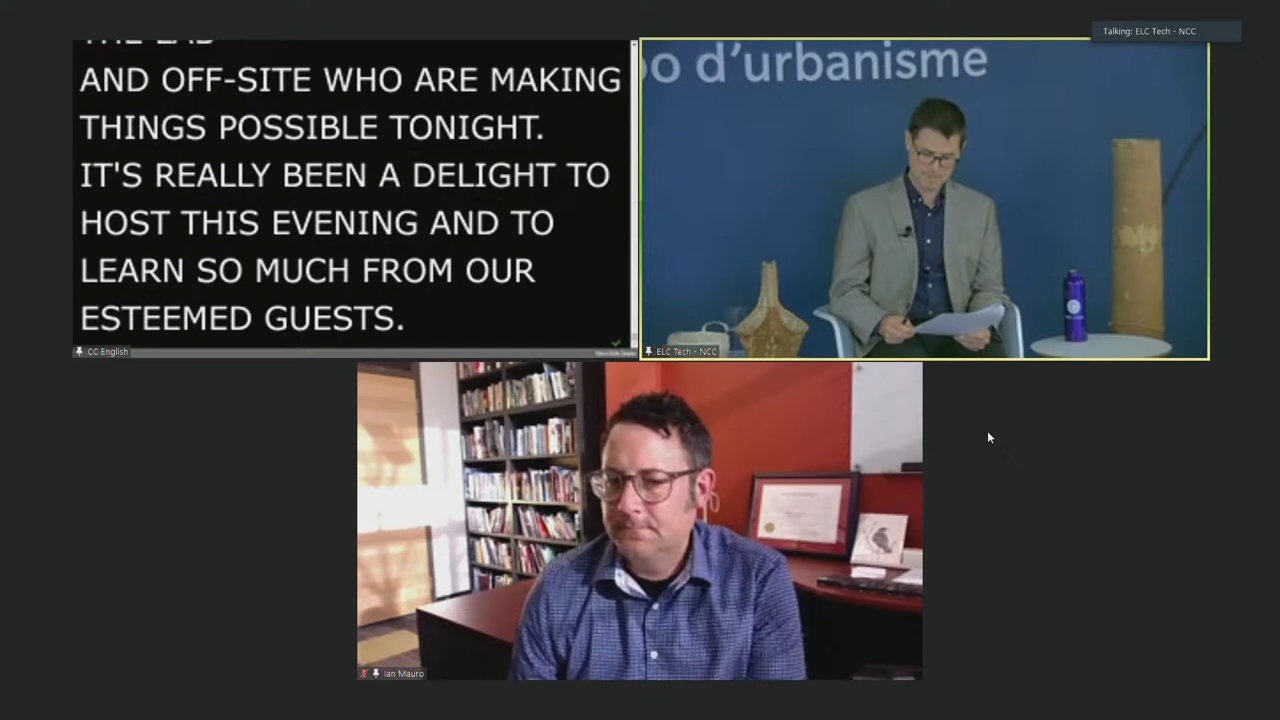 Talking: ELC Tech - NCC
THE LAB
AND OFF-SITE WHO ARE MAKING
THINGS POSSIBLE TONIGHT.
IT'S REALLY BEEN A DELIGHT TO
HOST THIS EVENING AND TO
LEARN SO MUCH FROM OUR
ESTEEMED GUESTS.
CC English
d'urbanisme
ELC Tech - NCC
Ian Mauro